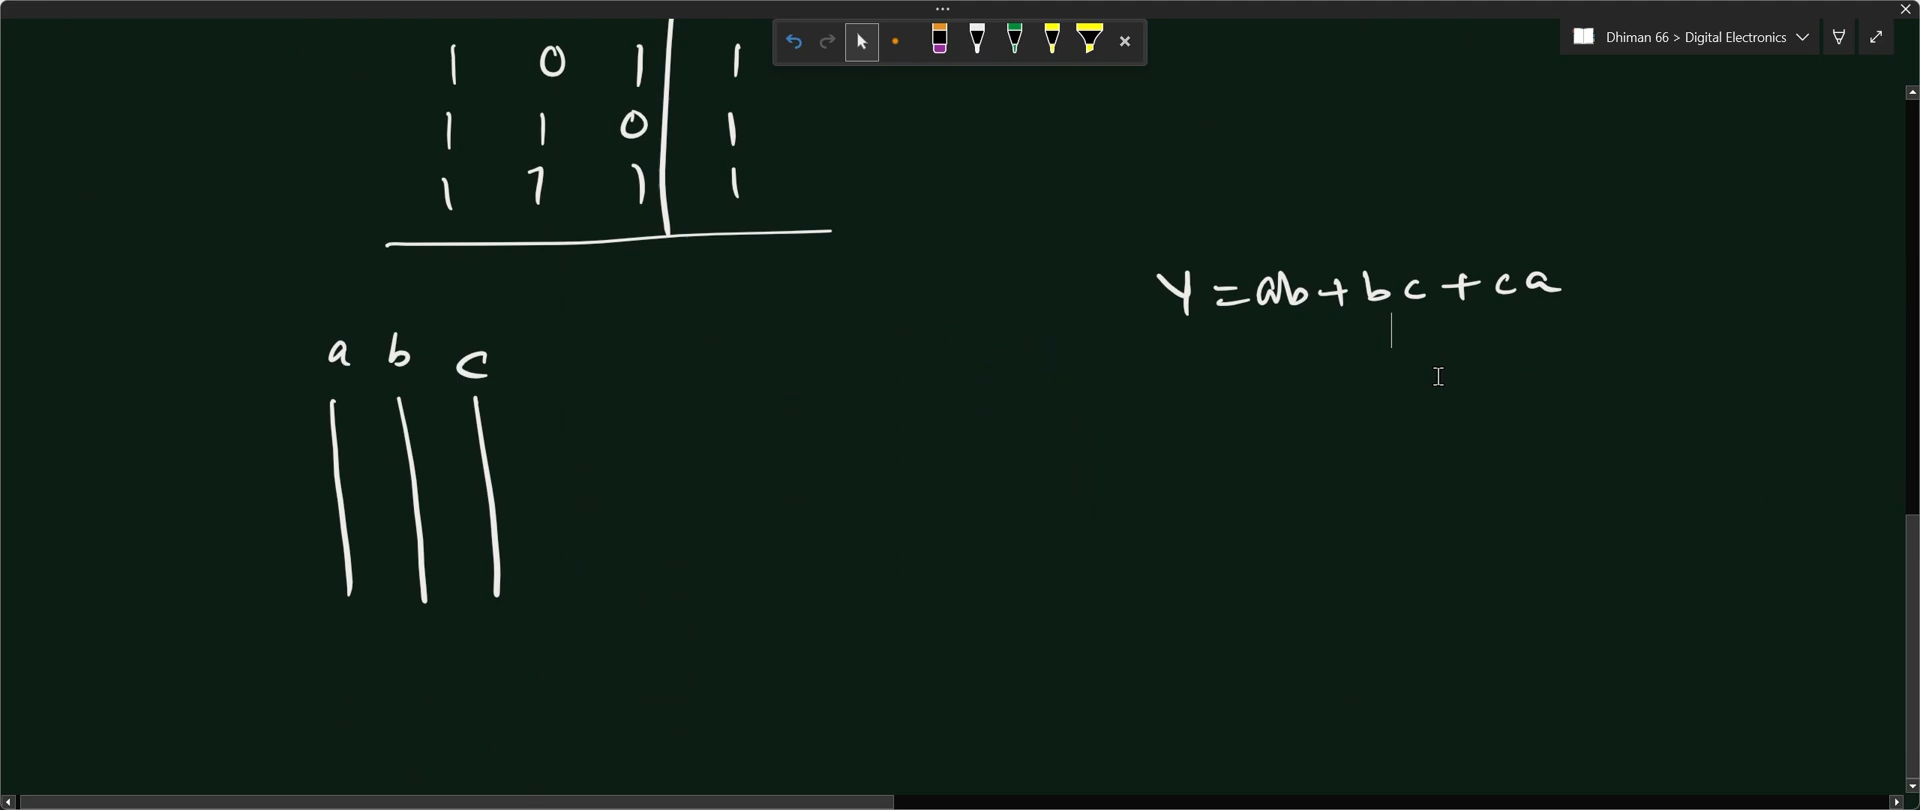 Dhiman 66 > Digital Electronics
1 0 1 1
1 1 0 1
1 1 1 1
Y = ab + bc + ca
a b c